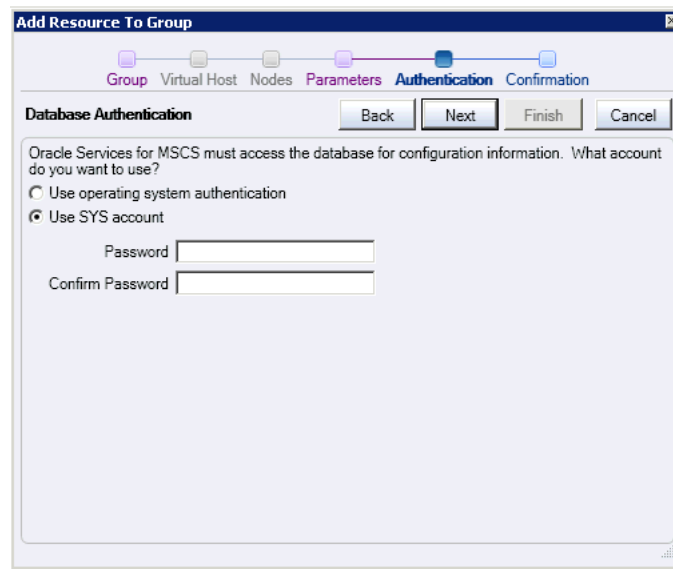 Add Resource To Group
Group Virtual Host Nodes Parameters Authentication Confirmation
Database Authentication Back Next Finish Cancel
Oracle Services for MSCS must access the database for configuration information. What account
do you want to use?
Use operating system authentication
Use SYS account
Password
Confirm Password